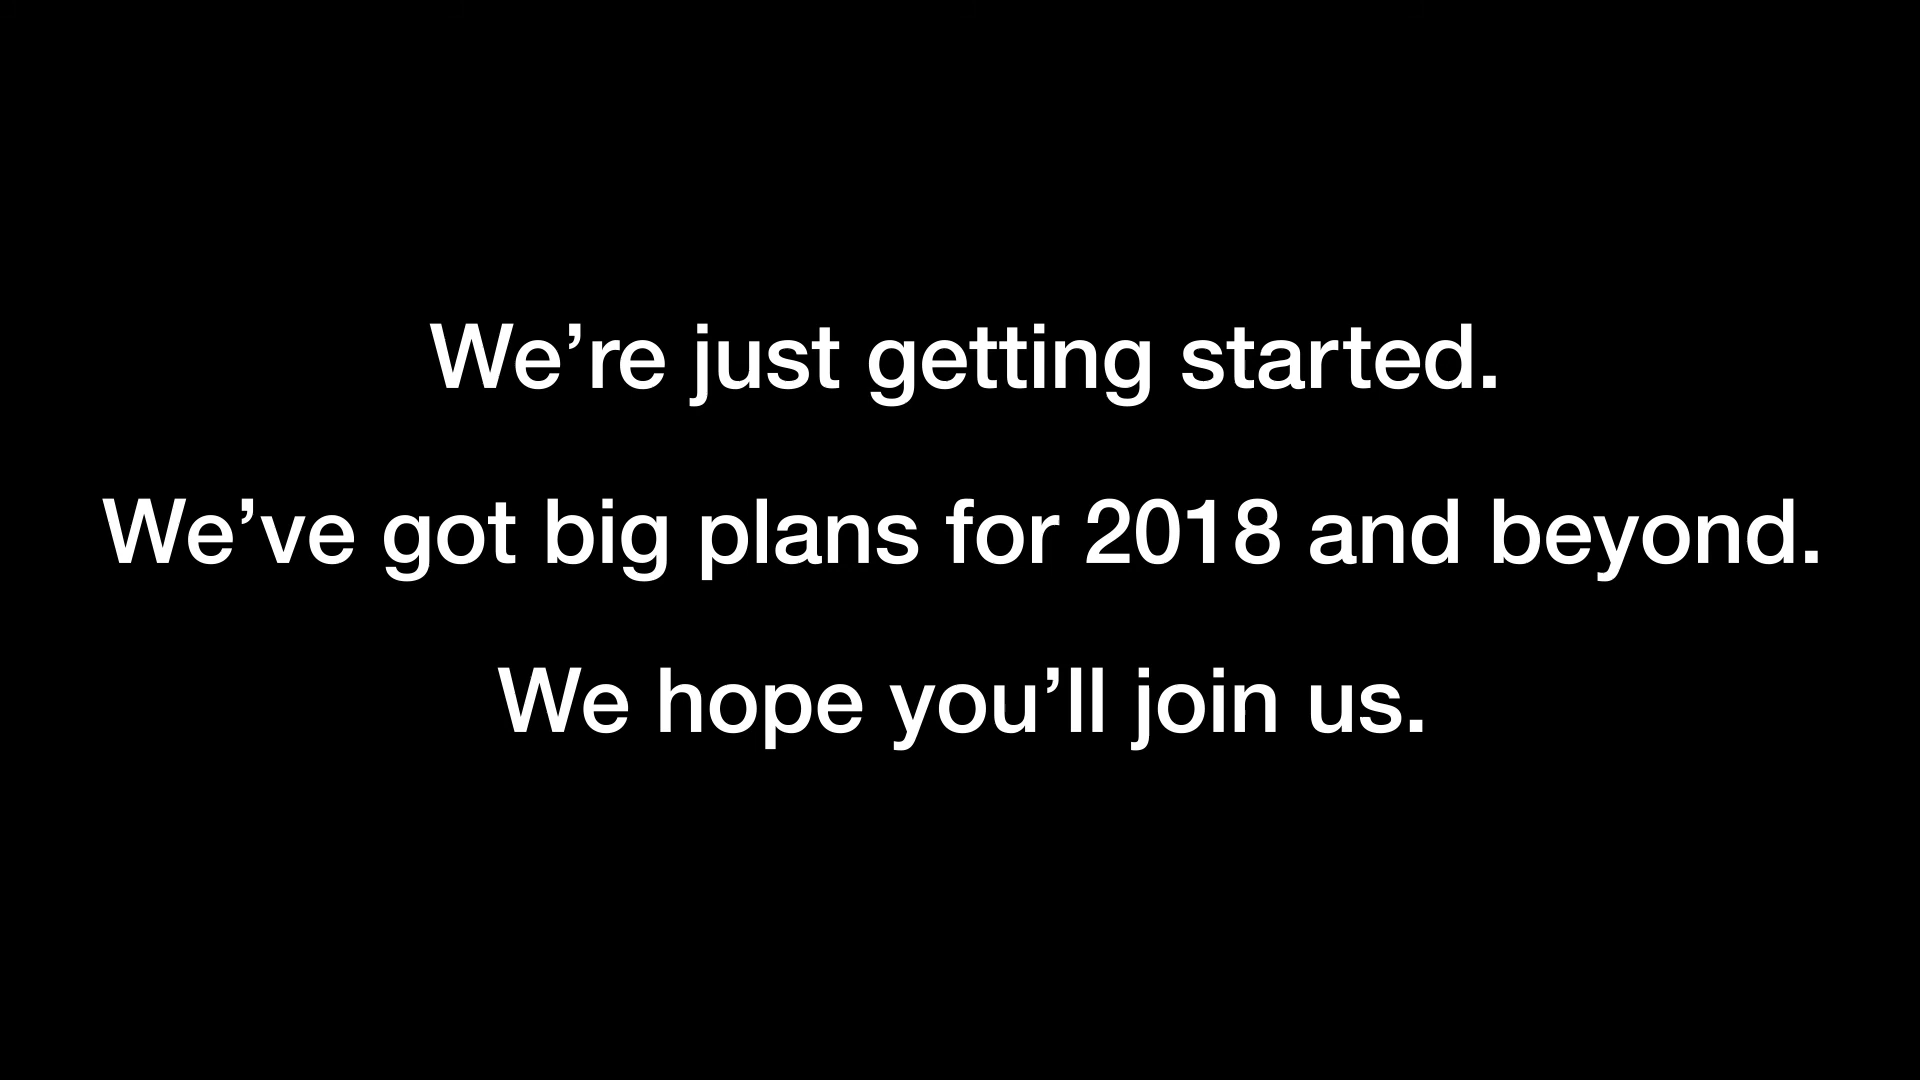 We’re just getting started.
We’ve got big plans for 2018 and beyond.
We hope you’ll join us.